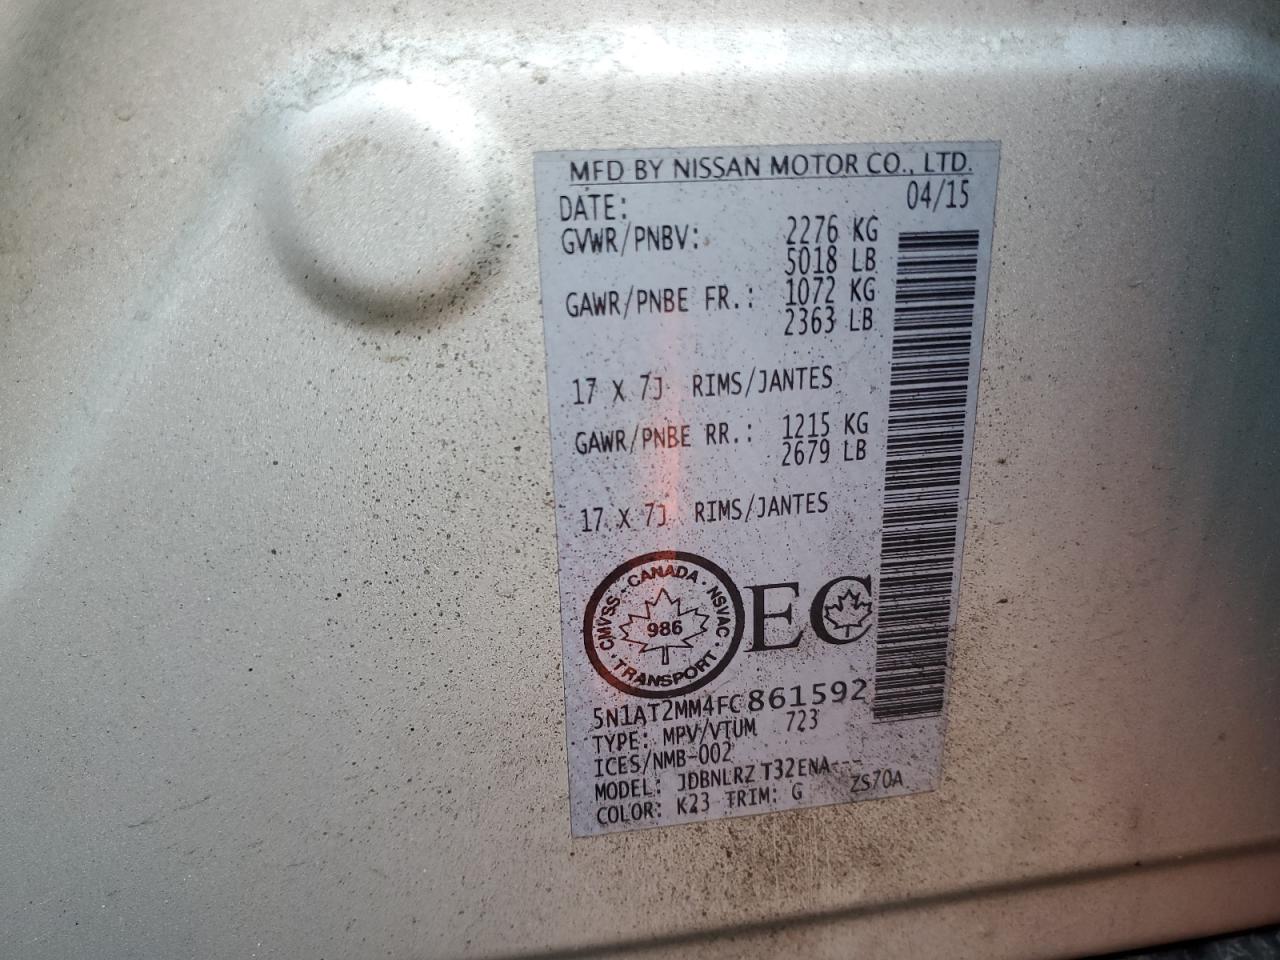 MFD BY NISSAN MOTOR CO., LTD.
DATE: 04/15
GVWR/PNBV: 2276 KG
5018 LB
GAWR/PNBE FR.: 1072 KG
2363 LB
17 X 7J RIMS/JANTES
GAWR/PNBE RR.: 1215 KG
2679 LB
17 X 7J RIMS/JANTES
CMVSS · CANADA · NSVAC · TRANSPORT ·
986
EC
5N1AT2MM4FC861592
TYPE: MPV/VTUM 723
ICES/NMB-002
MODEL: JDBNLRZ T32ENA---
COLOR: K23 TRIM: G ZS70A